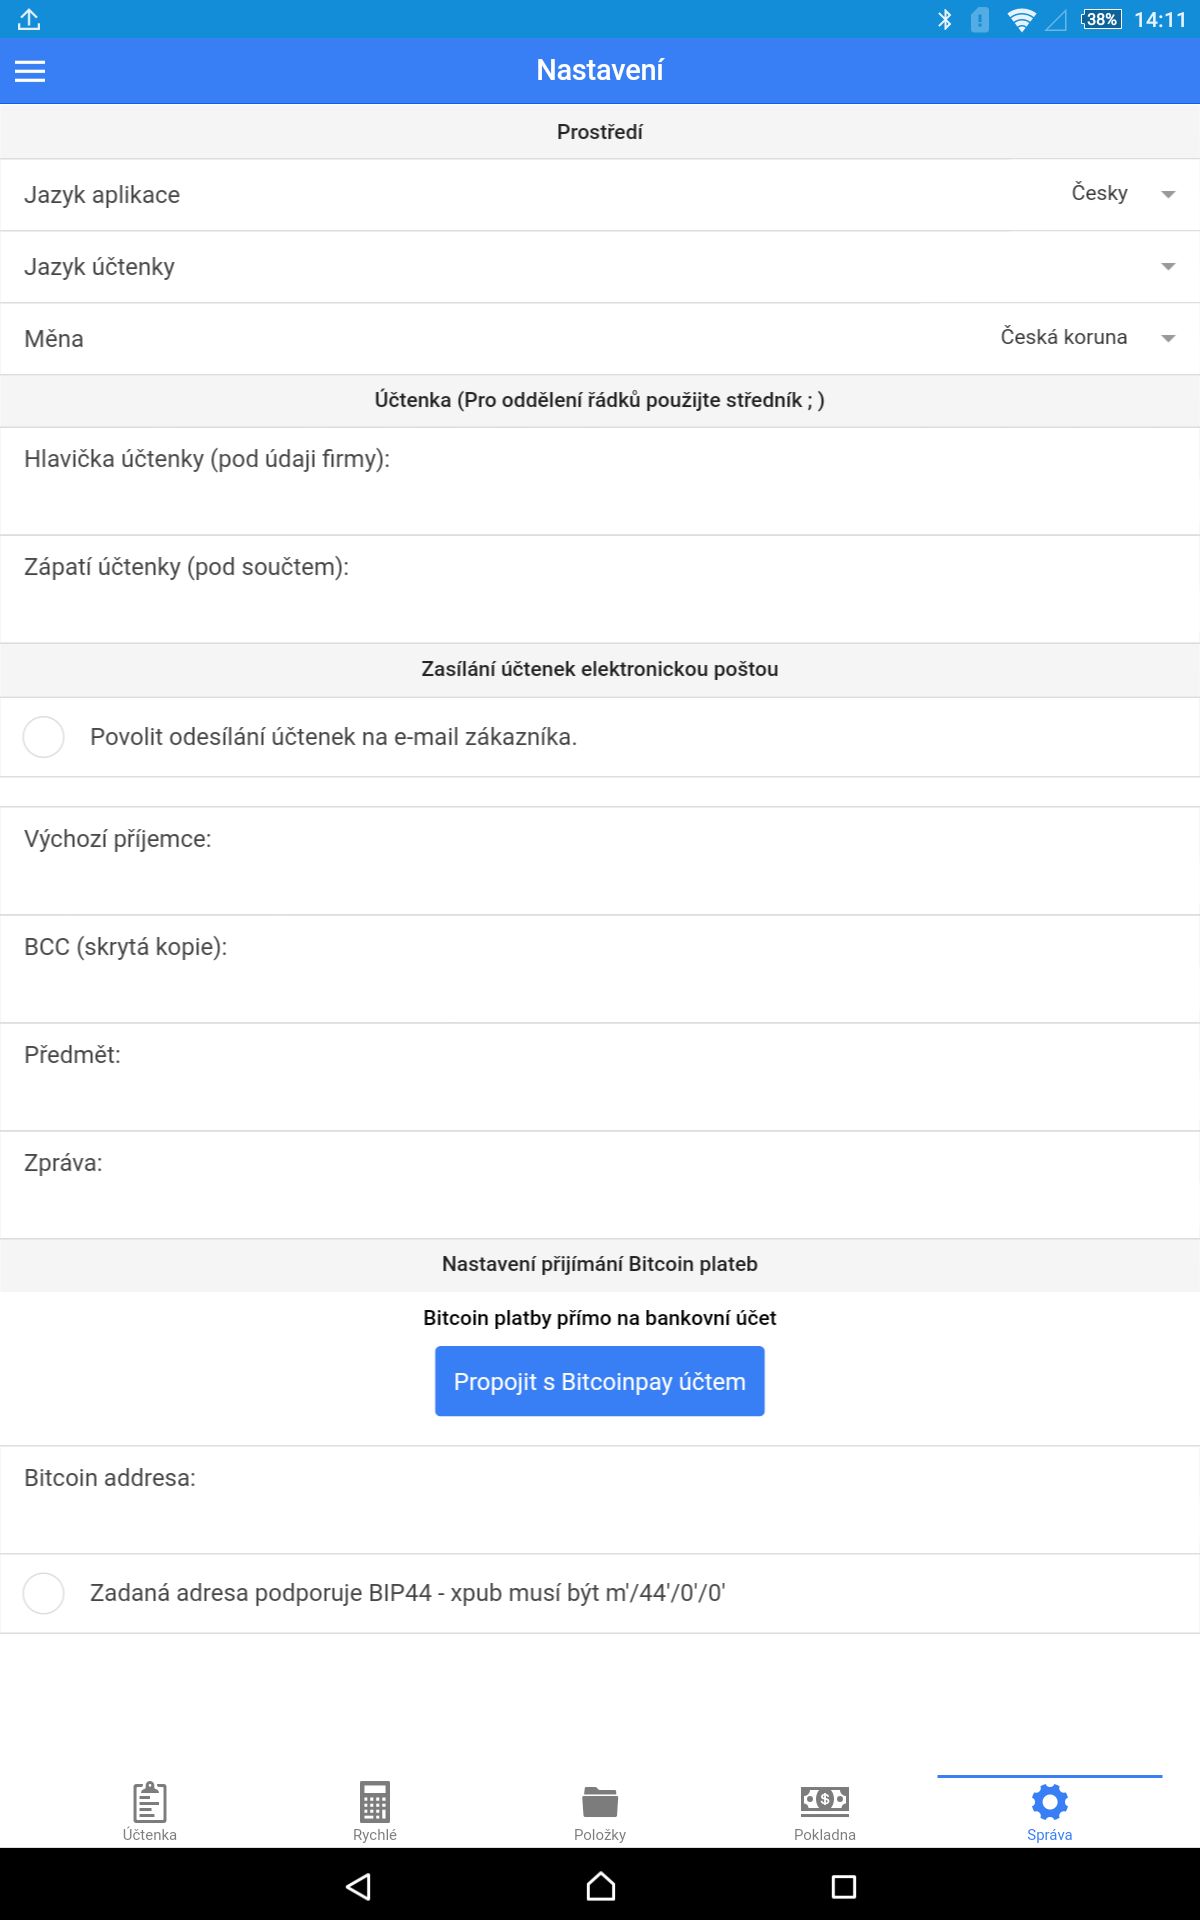 38% 14:11
Nastavení
Prostředí
Jazyk aplikace Česky
Jazyk účtenky
Měna Česká koruna
Účtenka (Pro oddělení řádků použijte středník ; )
Hlavička účtenky (pod údaji firmy):
Zápatí účtenky (pod součtem):
Zasílání účtenek elektronickou poštou
Povolit odesílání účtenek na e-mail zákazníka.
Výchozí příjemce:
BCC (skrytá kopie):
Předmět:
Zpráva:
Nastavení přijímání Bitcoin plateb
Bitcoin platby přímo na bankovní účet
Propojit s Bitcoinpay účtem
Bitcoin addresa:
Zadaná adresa podporuje BIP44 - xpub musí být m'/44'/0'/0'
Účtenka Rychlé Položky Pokladna Správa